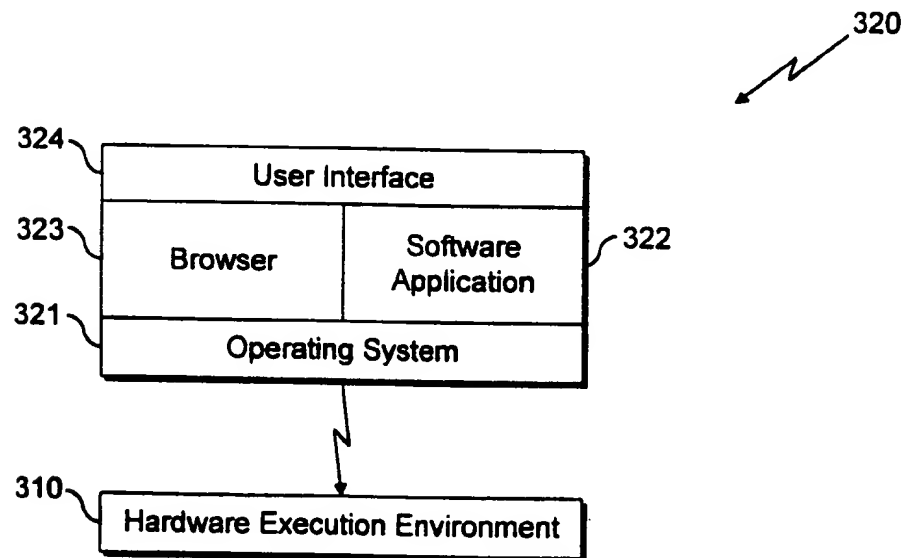 320
324
User Interface
323
Browser
Software
Application
322
321
Operating System
310
Hardware Execution Environment